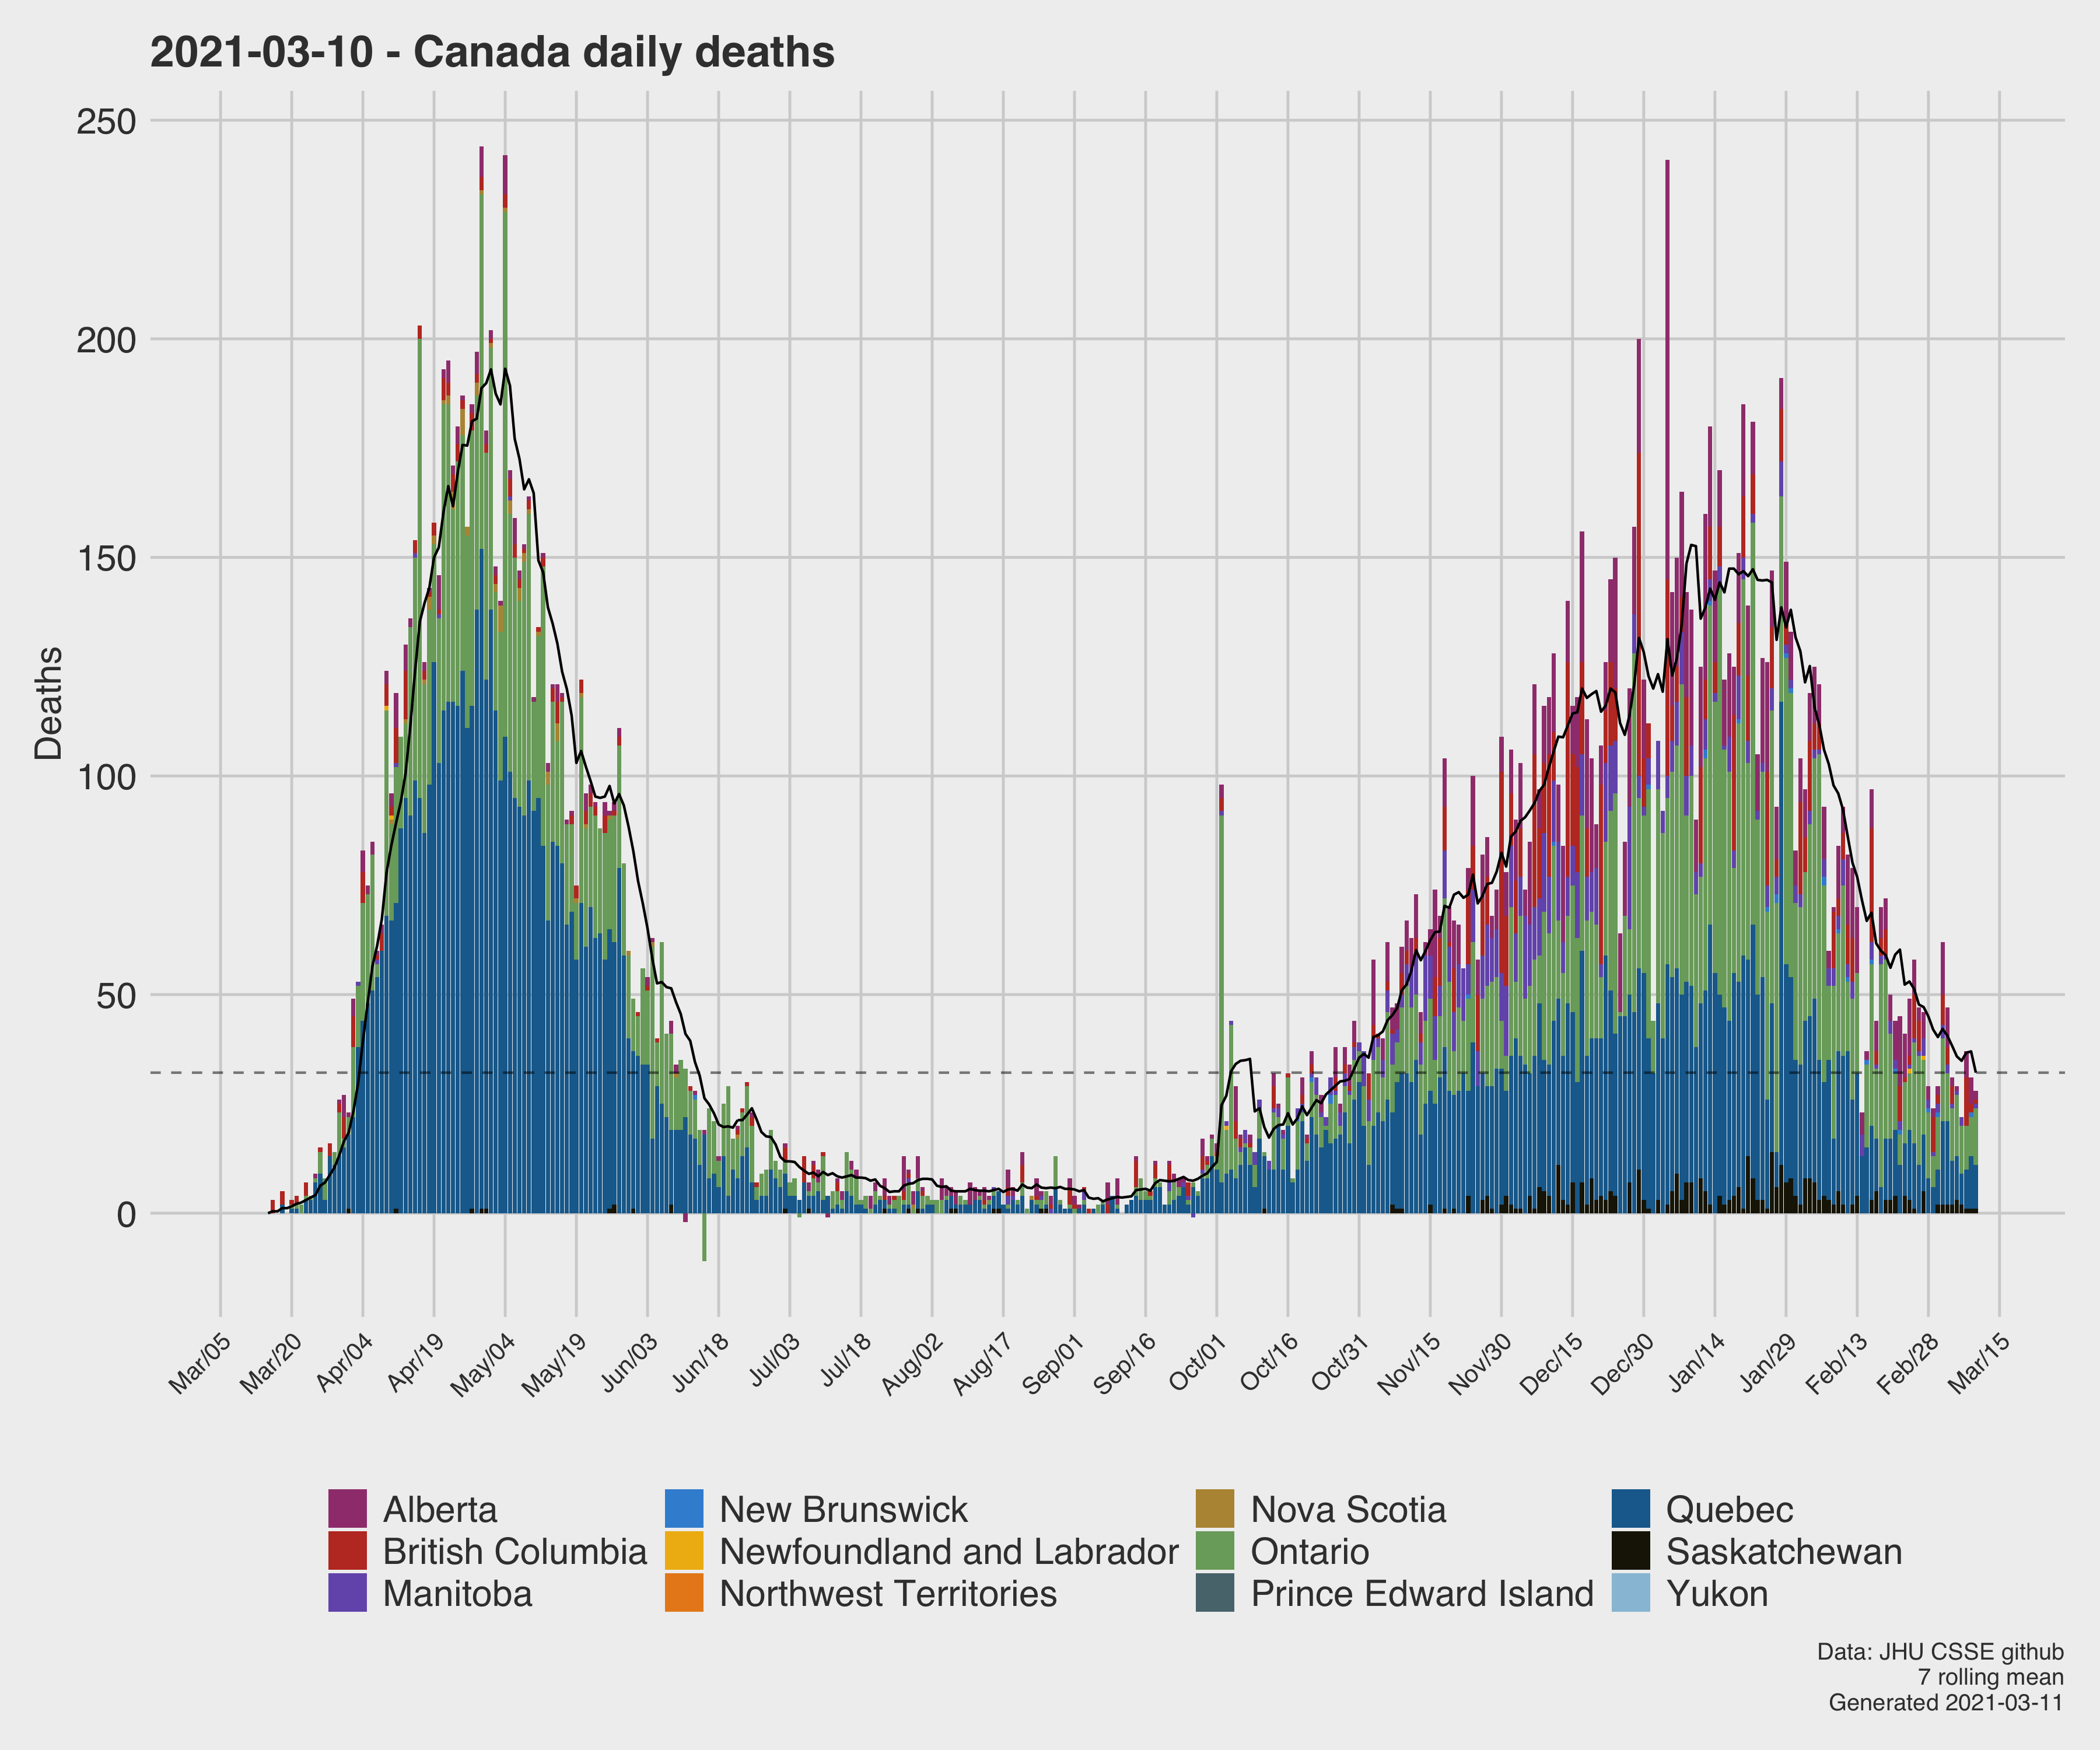 2021-03-10 - Canada daily deaths
250
200
150
100
50
0
Deaths
Mar/05 Mar/20 Apr/04 Apr/19 May/04 May/19 Jun/03 Jun/18 Jul/03 Jul/18 Aug/02 Aug/17 Sep/01 Sep/16 Oct/01 Oct/16 Oct/31 Nov/15 Nov/30 Dec/15 Dec/30 Jan/14 Jan/29 Feb/13 Feb/28 Mar/15
Alberta New Brunswick Nova Scotia Quebec
British Columbia Newfoundland and Labrador Ontario Saskatchewan
Manitoba Northwest Territories Prince Edward Island Yukon
Data: JHU CSSE github
7 rolling mean
Generated 2021-03-11